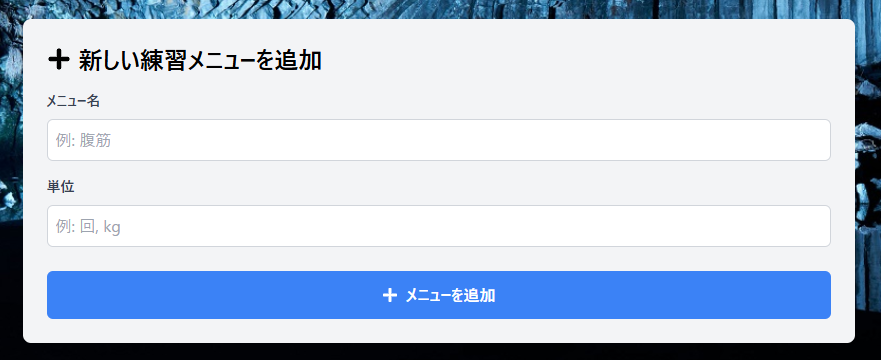 新しい練習メニューを追加
メニュー名
例: 腹筋
単位
例: 回, kg
メニューを追加